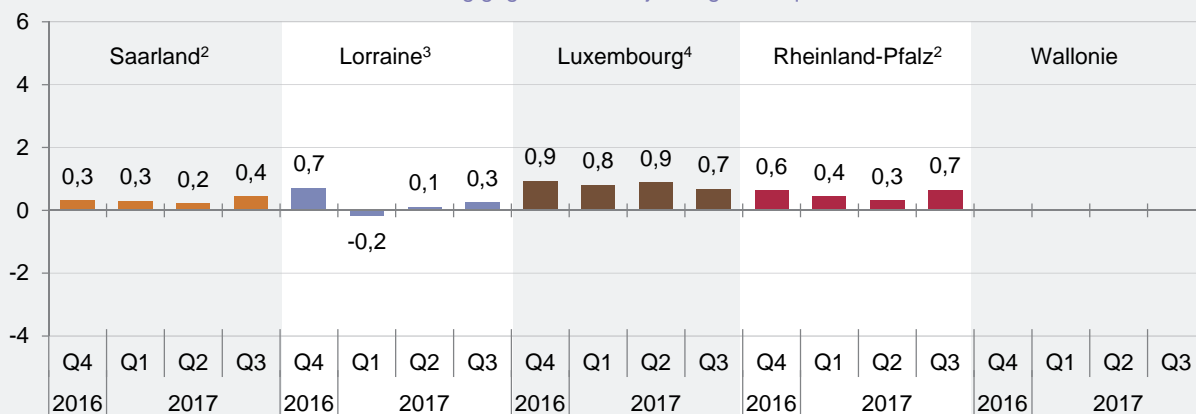 6
Saarland² Lorraine³ Luxembourg⁴ Rheinland-Pfalz² Wallonie
4
2
0,3 0,3 0,2 0,4 0,7 -0,2 0,1 0,3 0,9 0,8 0,9 0,7 0,6 0,4 0,3 0,7
0
-2
-4
Q4 Q1 Q2 Q3 Q4 Q1 Q2 Q3 Q4 Q1 Q2 Q3 Q4 Q1 Q2 Q3 Q4 Q1 Q2 Q3
2016 2017 2016 2017 2016 2017 2016 2017 2016 2017